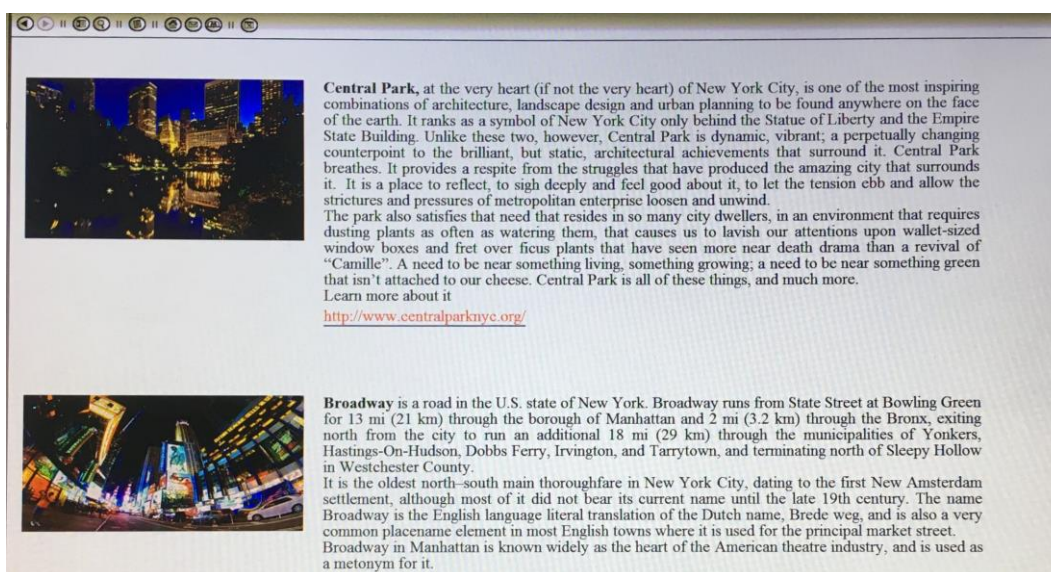 Central Park, at the very heart (if not the very heart) of New York City, is one of the most inspiring
combinations of architecture, landscape design and urban planning to be found anywhere on the face
of the earth. It ranks as a symbol of New York City only behind the Statue of Liberty and the Empire
State Building. Unlike these two, however, Central Park is dynamic, vibrant; a perpetually changing
counterpoint to the brilliant, but static, architectural achievements that surround it. Central Park
breathes. It provides a respite from the struggles that have produced the amazing city that surrounds
it. It is a place to reflect, to sigh deeply and feel good about it, to let the tension ebb and allow the
strictures and pressures of metropolitan enterprise loosen and unwind.
The park also satisfies that need that resides in so many city dwellers, in an environment that requires
dusting plants as often as watering them, that causes us to lavish our attentions upon wallet-sized
window boxes and fret over ficus plants that have seen more near death drama than a revival of
“Camille”. A need to be near something living, something growing; a need to be near something green
that isn’t attached to our cheese. Central Park is all of these things, and much more.
Learn more about it
http://www.centralparknyc.org/
Broadway is a road in the U.S. state of New York. Broadway runs from State Street at Bowling Green
for 13 mi (21 km) through the borough of Manhattan and 2 mi (3.2 km) through the Bronx, exiting
north from the city to run an additional 18 mi (29 km) through the municipalities of Yonkers,
Hastings-On-Hudson, Dobbs Ferry, Irvington, and Tarrytown, and terminating north of Sleepy Hollow
in Westchester County.
It is the oldest north–south main thoroughfare in New York City, dating to the first New Amsterdam
settlement, although most of it did not bear its current name until the late 19th century. The name
Broadway is the English language literal translation of the Dutch name, Brede weg, and is also a very
common placename element in most English towns where it is used for the principal market street.
Broadway in Manhattan is known widely as the heart of the American theatre industry, and is used as
a metonym for it.